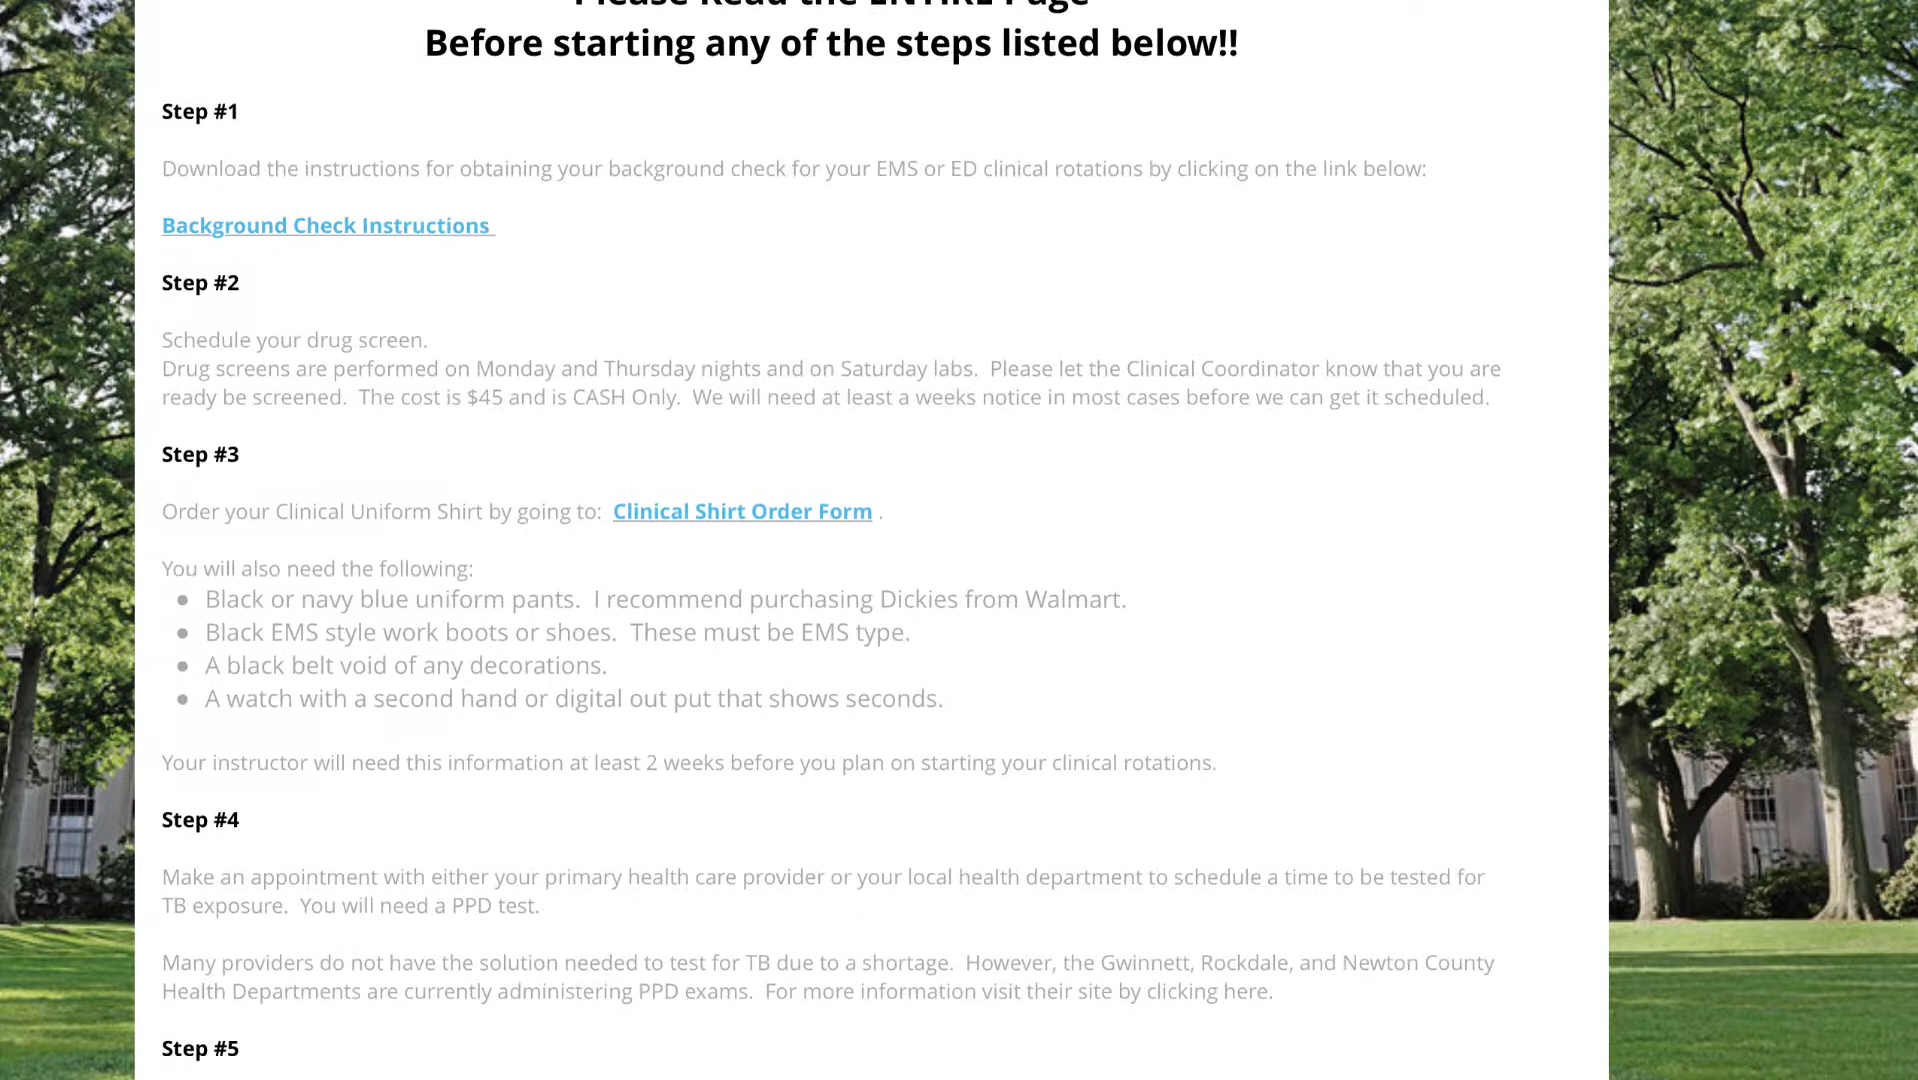 Please Read the ENTIRE Page
Before starting any of the steps listed below!!
Step #1
Download the instructions for obtaining your background check for your EMS or ED clinical rotations by clicking on the link below:
Background Check Instructions
Step #2
Schedule your drug screen.
Drug screens are performed on Monday and Thursday nights and on Saturday labs.  Please let the Clinical Coordinator know that you are
ready be screened.  The cost is $45 and is CASH Only.  We will need at least a weeks notice in most cases before we can get it scheduled.
Step #3
Order your Clinical Uniform Shirt by going to:  Clinical Shirt Order Form .
You will also need the following:
● Black or navy blue uniform pants.  I recommend purchasing Dickies from Walmart.
● Black EMS style work boots or shoes.  These must be EMS type.
● A black belt void of any decorations.
● A watch with a second hand or digital out put that shows seconds.
Your instructor will need this information at least 2 weeks before you plan on starting your clinical rotations.
Step #4
Make an appointment with either your primary health care provider or your local health department to schedule a time to be tested for
TB exposure.  You will need a PPD test.
Many providers do not have the solution needed to test for TB due to a shortage.  However, the Gwinnett, Rockdale, and Newton County
Health Departments are currently administering PPD exams.  For more information visit their site by clicking here.
Step #5